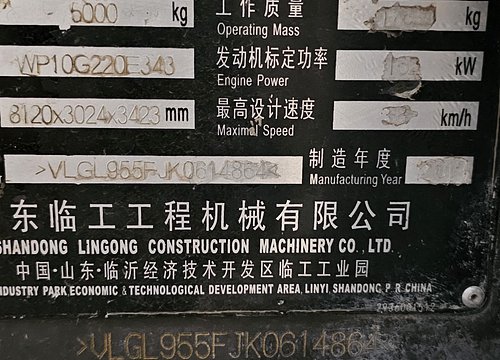 6000 kg 工作质量 kg
Operating Mass
WP10G220E343 发动机标定功率 162 kW
Engine Power
8120x3024x3423 mm 最高设计速度 km/h
Maximal Speed
>VLGL955FJK0614864< 制造年度
Manufacturing Year
东临工工程机械有限公司
SHANDONG LINGONG CONSTRUCTION MACHINERY CO., LTD.
中国·山东·临沂经济技术开发区临工工业园
INDUSTRY PARK,ECONOMIC & TECHNOLOGICAL DEVELOPMENT AREA, LINYI, SHANDONG, P. R. CHINA
2936001512
>VLGL955FJK0614864